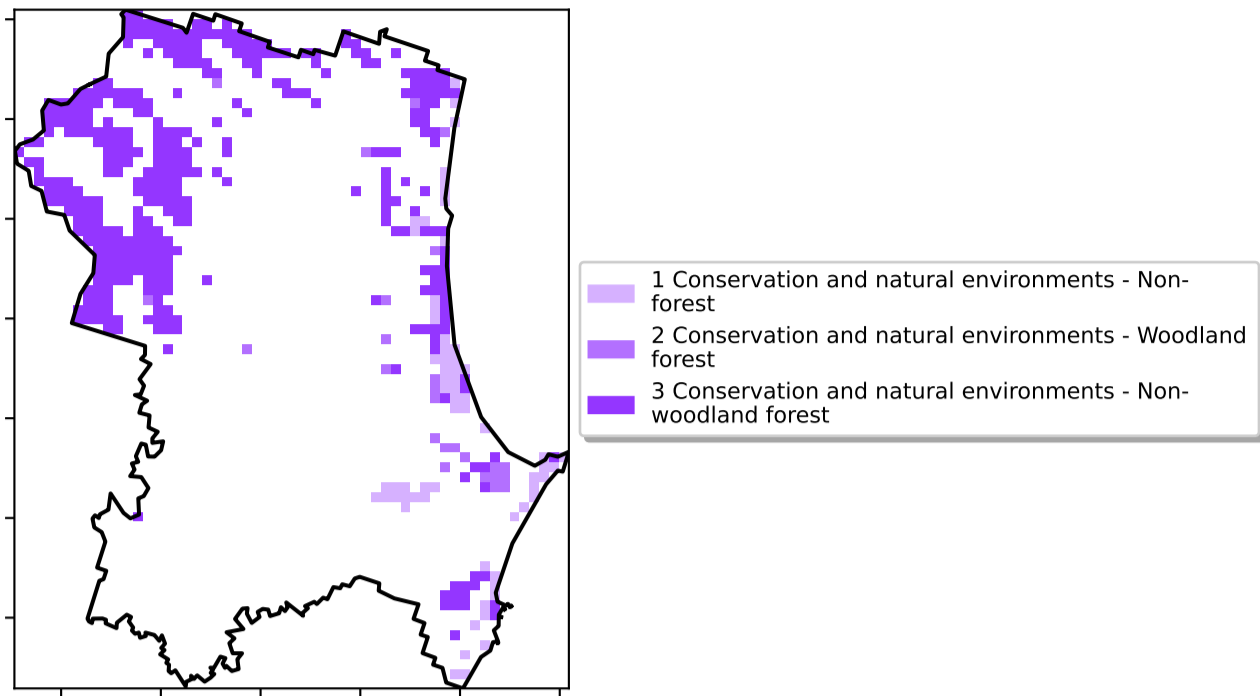 1 Conservation and natural environments - Non-
forest
2 Conservation and natural environments - Woodland
forest
3 Conservation and natural environments - Non-
woodland forest